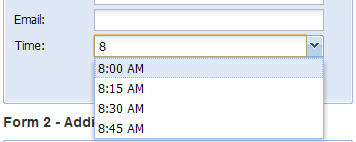 Email:
Time: 8
8:00 AM
8:15 AM
8:30 AM
8:45 AM
Form 2 - Addi